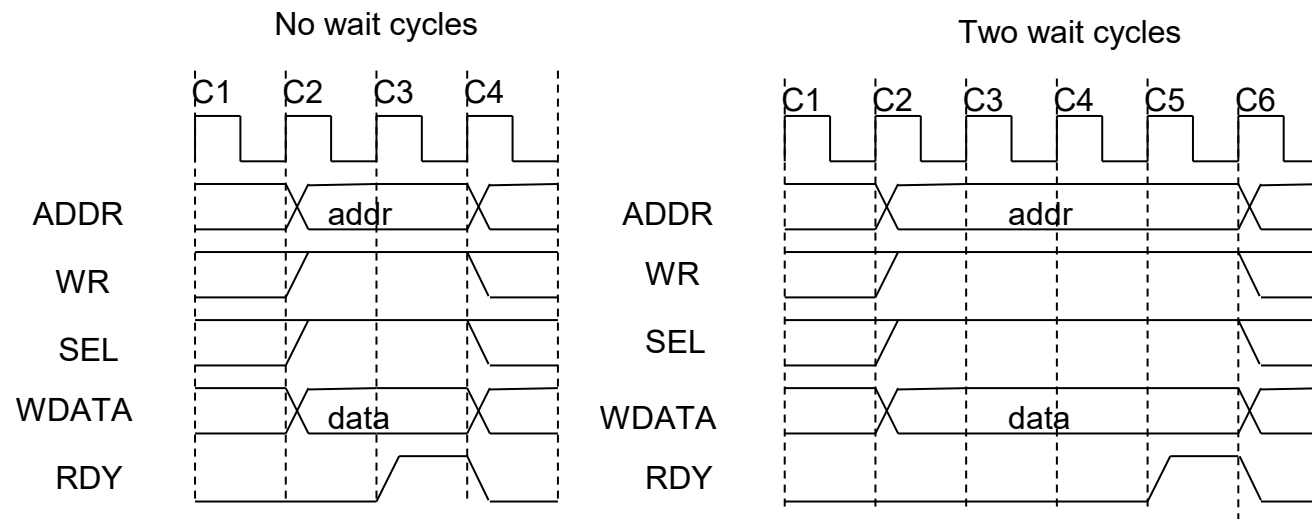 No wait cycles
C1 C2 C3 C4
ADDR addr
WR
SEL
WDATA data
RDY
Two wait cycles
C1 C2 C3 C4 C5 C6
ADDR addr
WR
SEL
WDATA data
RDY